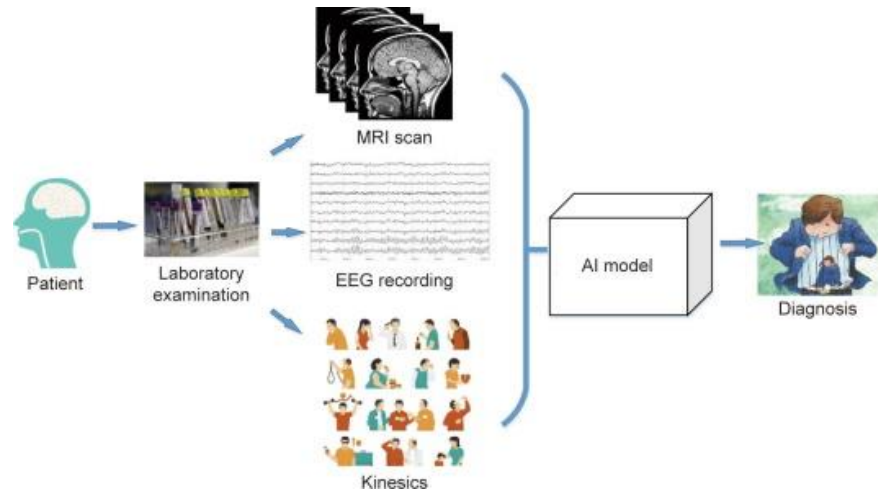 MRI scan
Patient
Laboratory
examination
EEG recording
Kinesics
AI model
Diagnosis